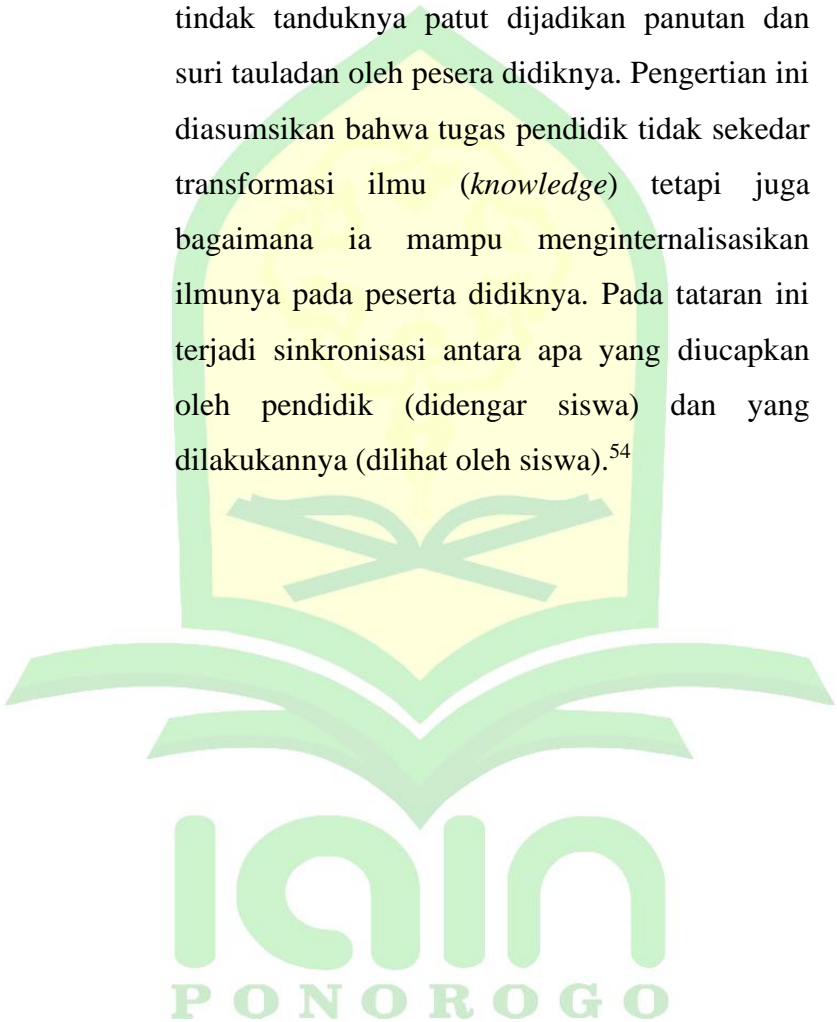 tindak tanduknya patut dijadikan panutan dan
suri tauladan oleh pesera didiknya. Pengertian ini
diasumsikan bahwa tugas pendidik tidak sekedar
transformasi ilmu (knowledge) tetapi juga
bagaimana ia mampu menginternalisasikan
ilmunya pada peserta didiknya. Pada tataran ini
terjadi sinkronisasi antara apa yang diucapkan
oleh pendidik (didengar siswa) dan yang
dilakukannya (dilihat oleh siswa).54
IAIN
PONOROGO